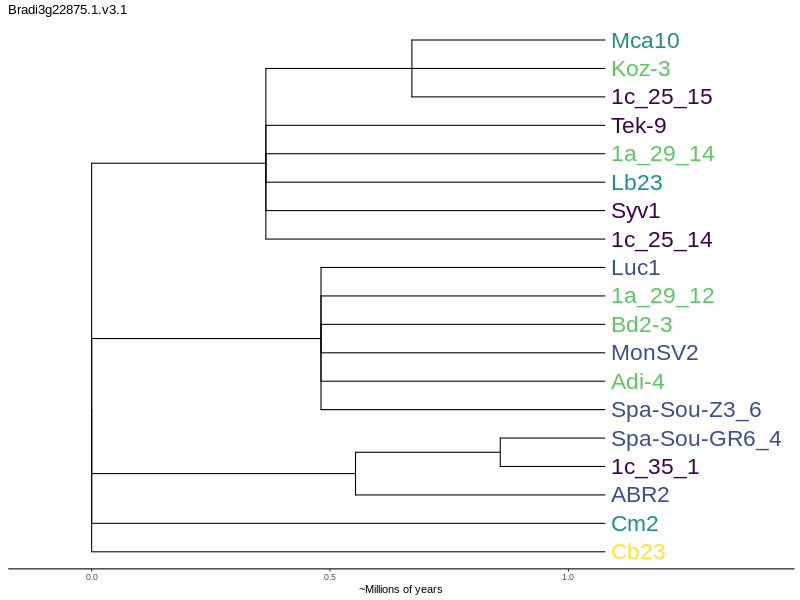 Bradi3g22875.1.v3.1
Mca10
Koz-3
1c_25_15
Tek-9
1a_29_14
Lb23
Syv1
1c_25_14
Luc1
1a_29_12
Bd2-3
MonSV2
Adi-4
Spa-Sou-Z3_6
Spa-Sou-GR6_4
1c_35_1
ABR2
Cm2
Cb23
0.0 0.5 1.0
~Millions of years